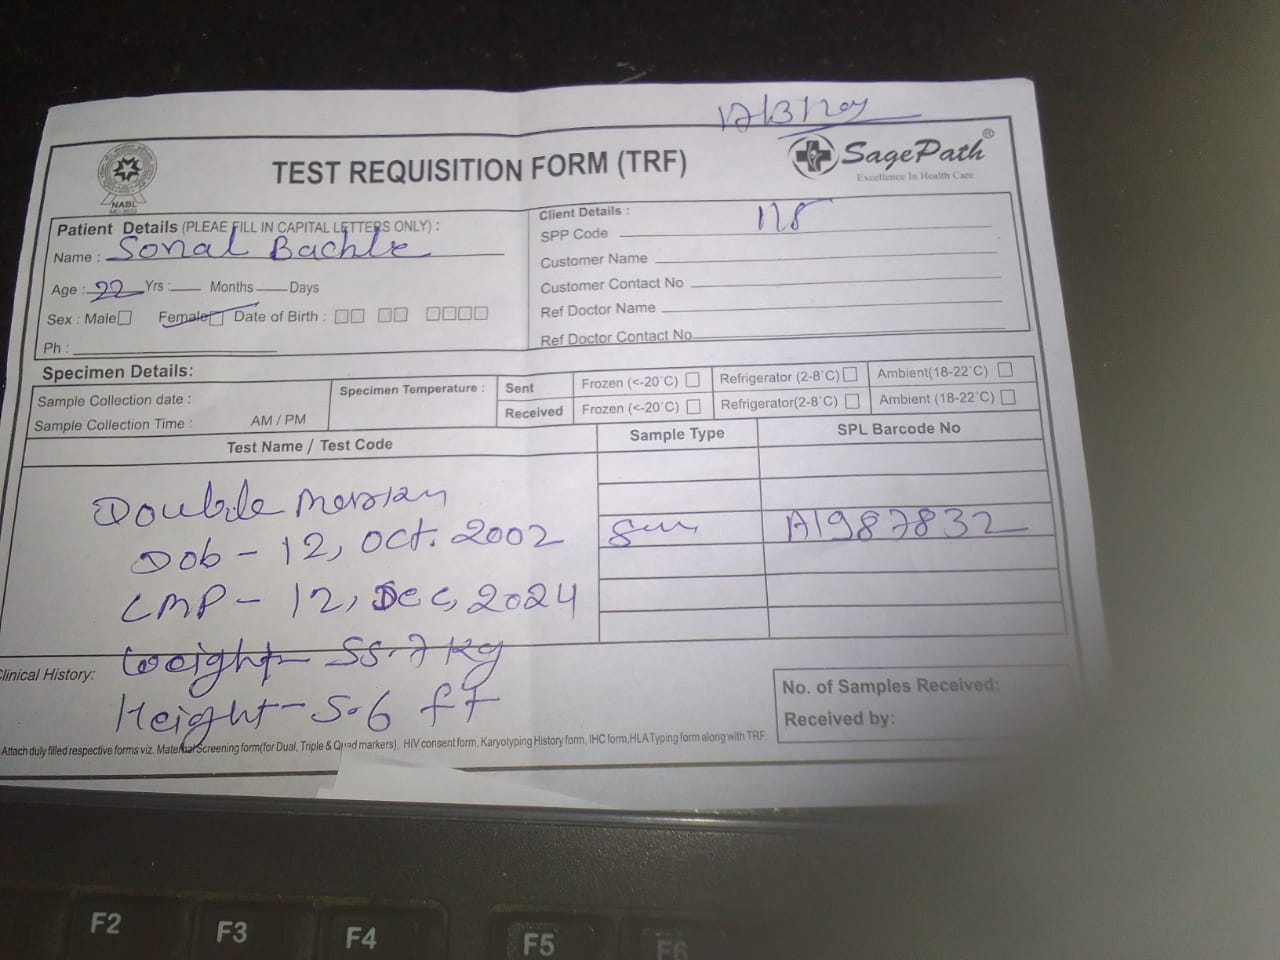 TEST REQUISITION FORM (TRF)
SagePath®
Excellence In Health Care
NABL
Patient Details (PLEAE FILL IN CAPITAL LETTERS ONLY) :
Name : Sonal Bachle
Age : 22 Yrs : Months Days
Sex : Male Female Date of Birth :
Ph :
Client Details :
SPP Code
Customer Name
Customer Contact No
Ref Doctor Name
Ref Doctor Contact No
Specimen Details:
Sample Collection date :
Sample Collection Time : AM / PM
Specimen Temperature :
Sent Frozen (<-20°C) Refrigerator (2-8°C) Ambient(18-22°C)
Received Frozen (<-20°C) Refrigerator(2-8°C) Ambient (18-22°C)
Test Name / Test Code Sample Type SPL Barcode No
Double
Dob - 12, Oct. 2002 A1987832
LMP - 12, Dec, 2024
Clinical History: Weight - 55.7 Kg
Height - 5.6 ft
No. of Samples Received:
Received by:
Attach duly filled respective forms viz. Maternal Screening form(for Dual, Triple & Quad markers), HIV consent form, Karyotyping History form, IHC form,HLA Typing form along with TRF.
F2 F3 F4 F5 F6